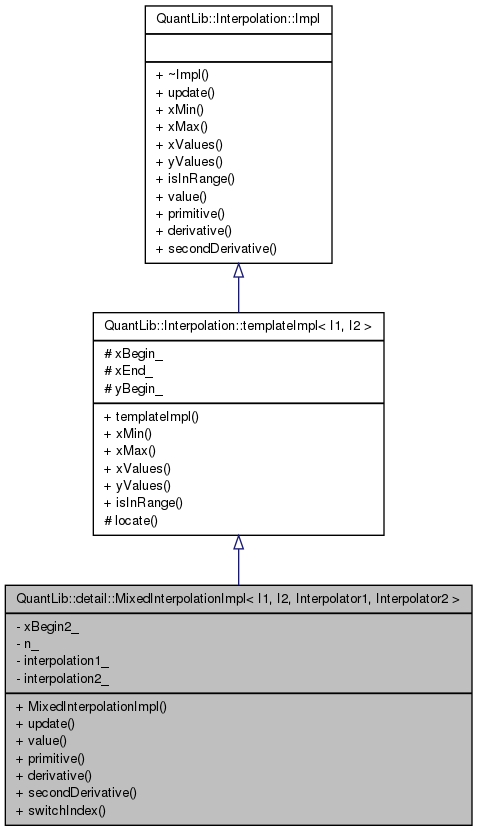 QuantLib::Interpolation::Impl
+ ~Impl()
+ update()
+ xMin()
+ xMax()
+ xValues()
+ yValues()
+ isInRange()
+ value()
+ primitive()
+ derivative()
+ secondDerivative()
QuantLib::Interpolation::templateImpl< I1, I2 >
# xBegin_
# xEnd_
# yBegin_
+ templateImpl()
+ xMin()
+ xMax()
+ xValues()
+ yValues()
+ isInRange()
# locate()
QuantLib::detail::MixedInterpolationImpl< I1, I2, Interpolator1, Interpolator2 >
- xBegin2_
- n_
- interpolation1_
- interpolation2_
+ MixedInterpolationImpl()
+ update()
+ value()
+ primitive()
+ derivative()
+ secondDerivative()
+ switchIndex()